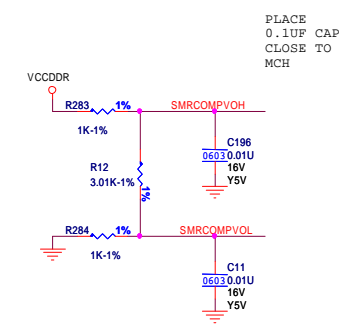 PLACE
0.1UF CAP
CLOSE TO
MCH
VCCDDR
R283 1% SMRCOMPVOH
1K-1%
C196
0603 0.01U
16V
Y5V
R12
3.01K-1%
1%
R284 1% SMRCOMPVOL
1K-1%
C11
0603 0.01U
16V
Y5V